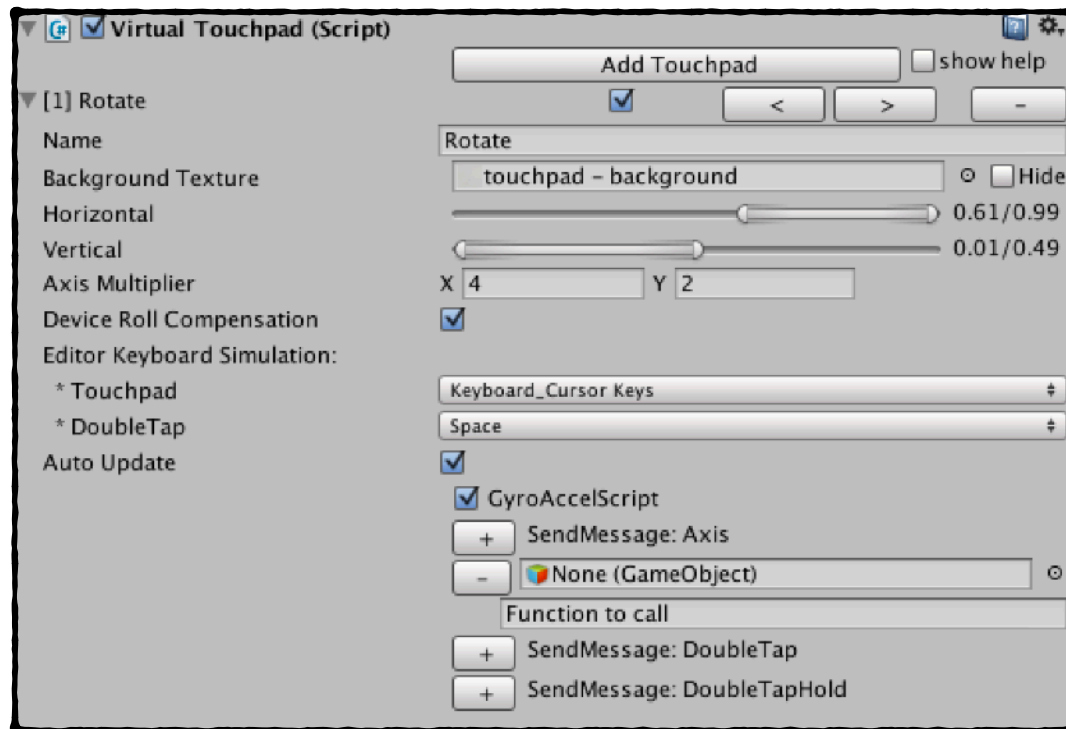 Virtual Touchpad (Script)
Add Touchpad show help
[1] Rotate < > -
Name Rotate
Background Texture touchpad – background Hide
Horizontal 0.61/0.99
Vertical 0.01/0.49
Axis Multiplier X 4 Y 2
Device Roll Compensation
Editor Keyboard Simulation:
* Touchpad Keyboard_Cursor Keys
* DoubleTap Space
Auto Update
GyroAccelScript
+ SendMessage: Axis
- None (GameObject)
Function to call
+ SendMessage: DoubleTap
+ SendMessage: DoubleTapHold